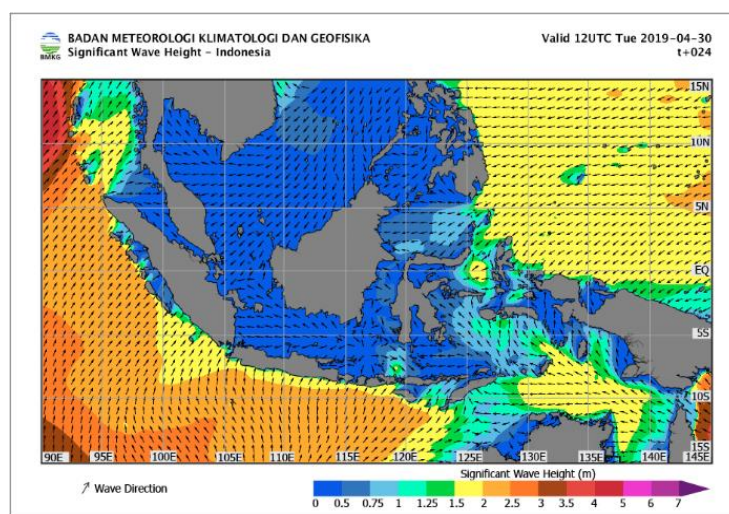 BADAN METEOROLOGI KLIMATOLOGI DAN GEOFISIKA
Significant Wave Height - Indonesia
BMKG
Valid 12UTC Tue 2019-04-30
t+024
15N
10N
5N
EQ
5S
10S
15S
90E 95E 100E 105E 110E 115E 120E 125E 130E 135E 140E 145E
Wave Direction
Significant Wave Height (m)
0 0.5 0.75 1 1.25 1.5 2 2.5 3 3.5 4 5 6 7